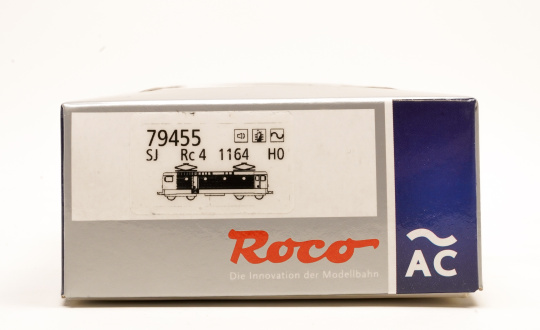 79455
SJ Rc 4 1164 H0
Roco
Die Innovation der Modellbahn
AC